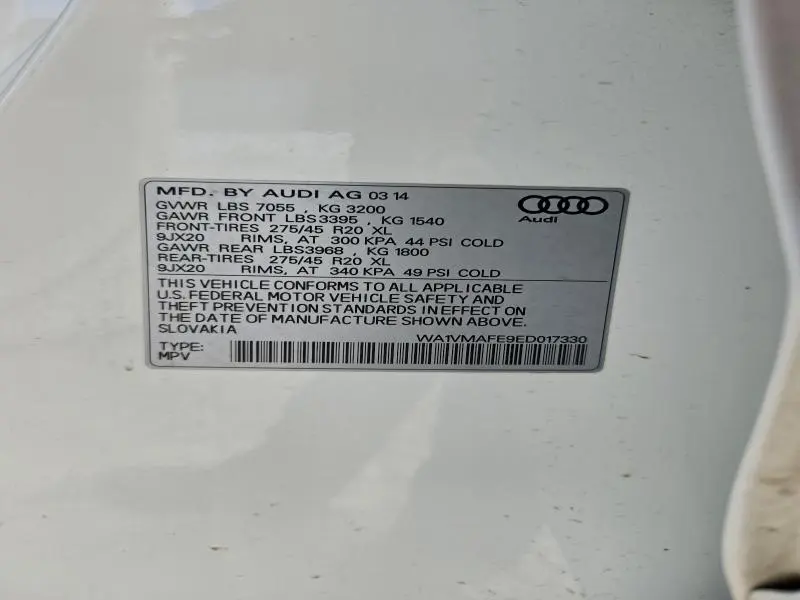 MFD. BY AUDI AG 03 14
GVWR LBS 7055 , KG 3200
GAWR FRONT LBS3395 , KG 1540
FRONT-TIRES 275/45 R20 XL
9JX20 RIMS, AT 300 KPA 44 PSI COLD
GAWR REAR LBS3968 , KG 1800
REAR-TIRES 275/45 R20 XL
9JX20 RIMS, AT 340 KPA 49 PSI COLD
Audi
THIS VEHICLE CONFORMS TO ALL APPLICABLE
U.S. FEDERAL MOTOR VEHICLE SAFETY AND
THEFT PREVENTION STANDARDS IN EFFECT ON
THE DATE OF MANUFACTURE SHOWN ABOVE.
SLOVAKIA
WA1VMAFE9ED017330
TYPE:
MPV